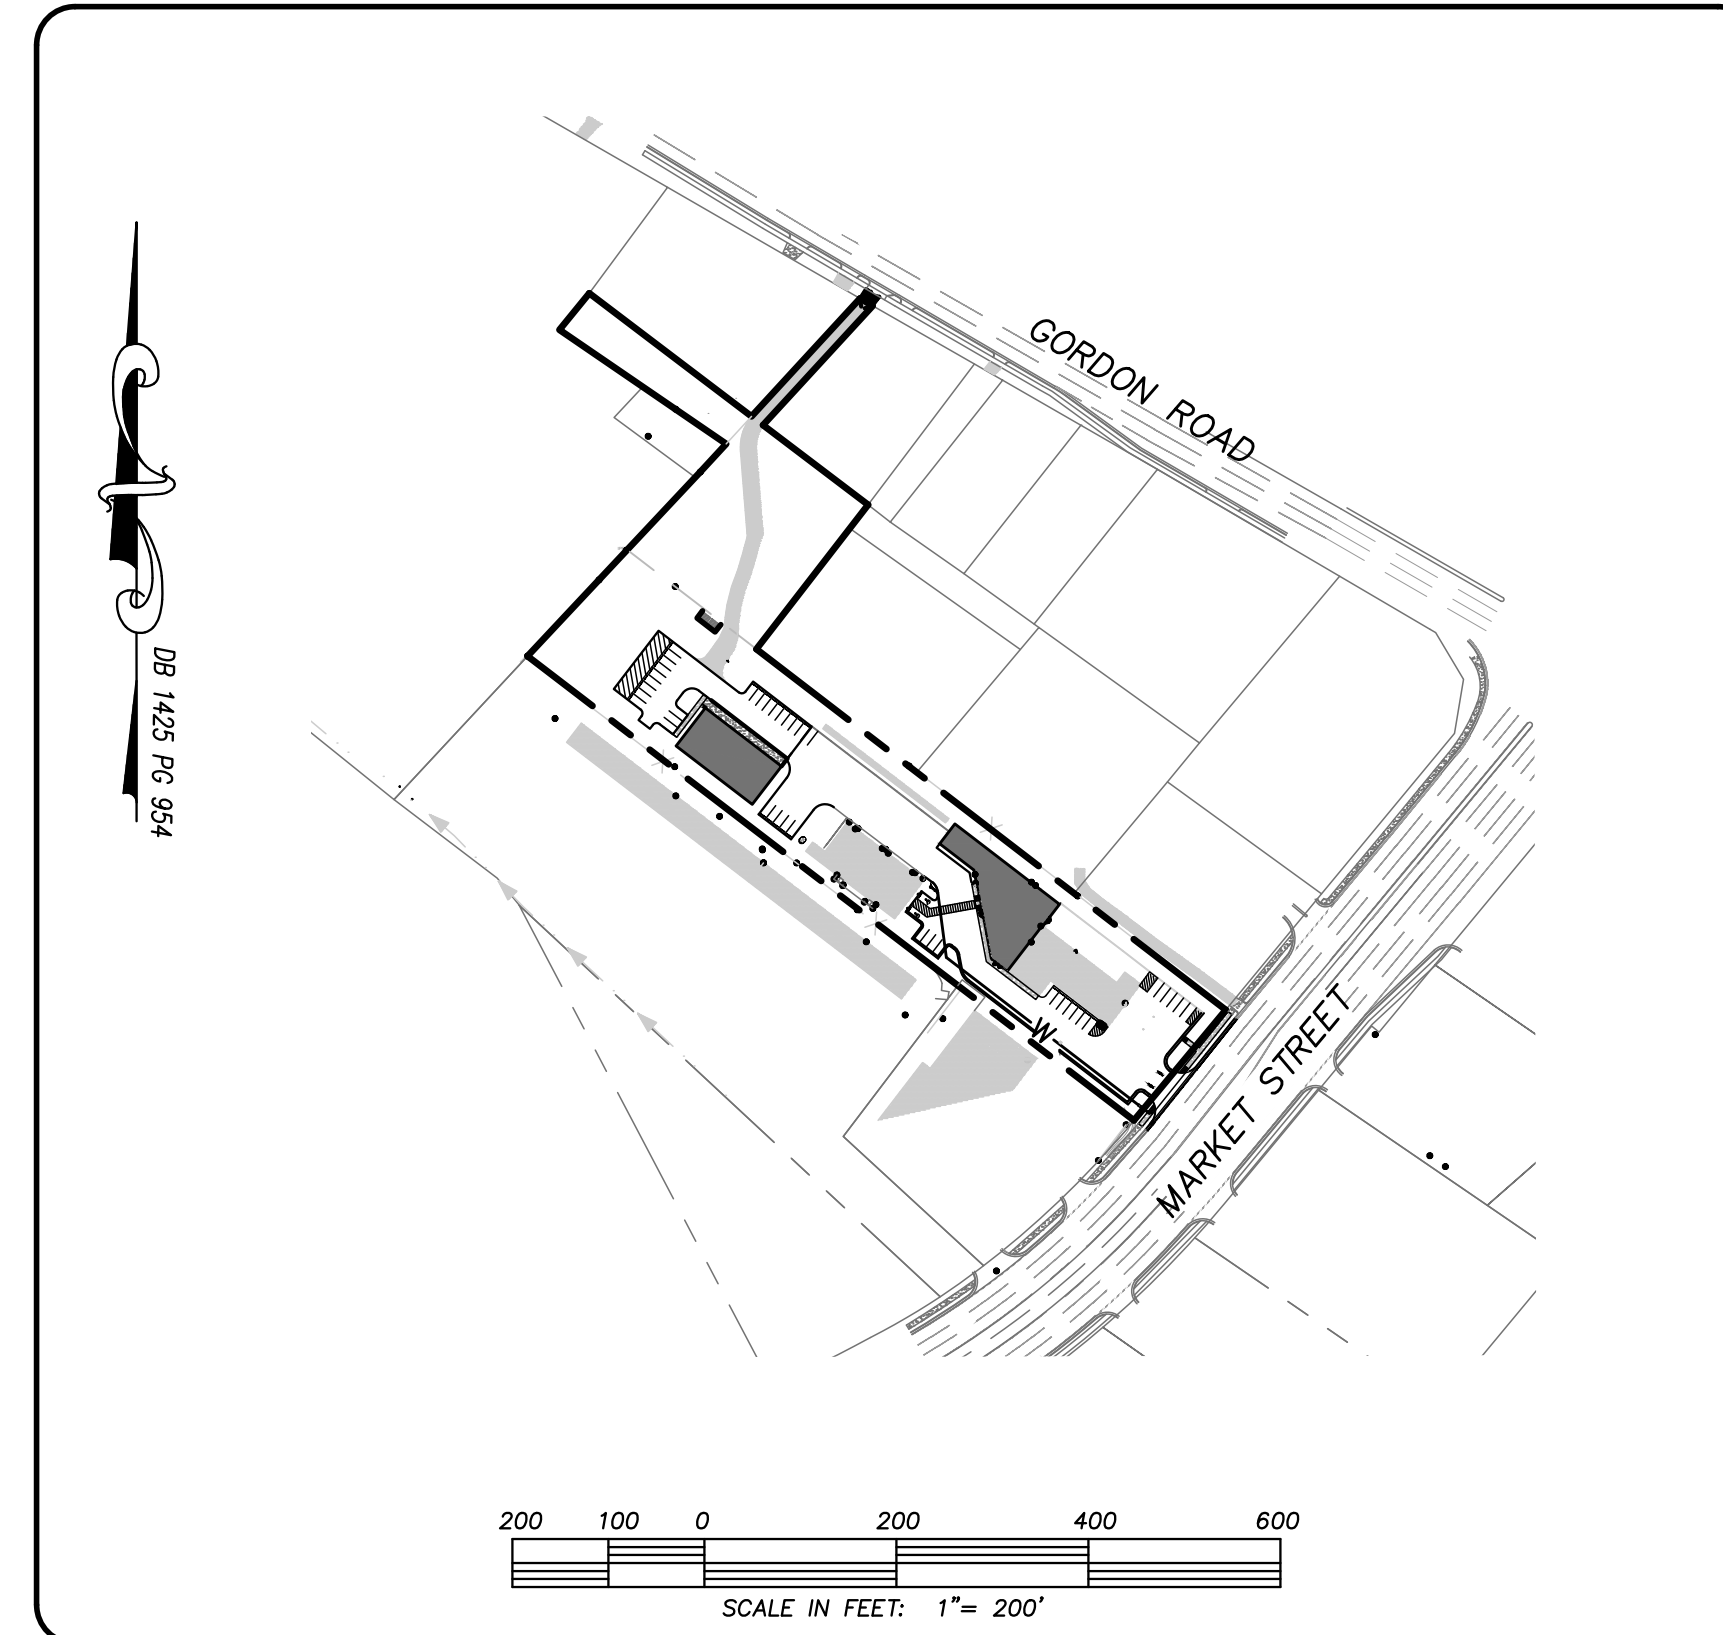 GORDON ROAD
DB 1425 PG 954
W
MARKET STREET
200 100 0 200 400 600
SCALE IN FEET: 1"= 200'